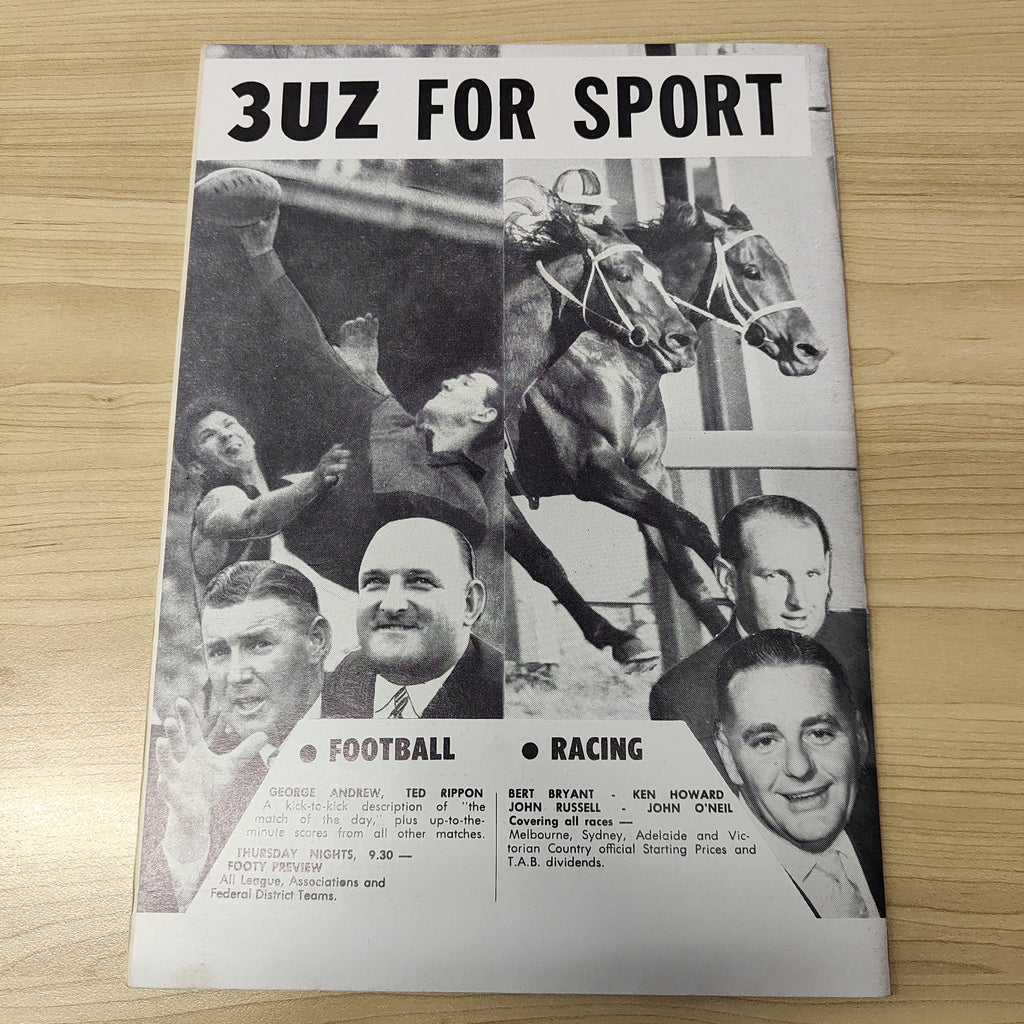 3UZ FOR SPORT
● FOOTBALL
GEORGE ANDREW, TED RIPPON
A kick-to-kick description of "the
match of the day," plus up-to-the-
minute scores from all other matches.
THURSDAY NIGHTS, 9.30 —
FOOTY PREVIEW
All League, Associations and
Federal District Teams.
● RACING
BERT BRYANT - KEN HOWARD
JOHN RUSSELL - JOHN O'NEIL
Covering all races —
Melbourne, Sydney, Adelaide and Vic-
torian Country official Starting Prices and
T.A.B. dividends.